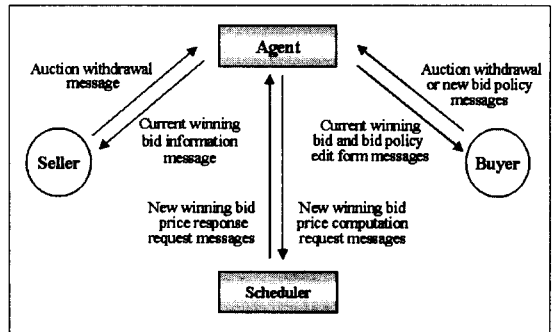 Agent
Auction withdrawal
message
Auction withdrawal
or new bid policy
messages
Current winning
bid information
message
Current winning
bid and bid policy
edit form messages
Seller
Buyer
New winning bid
price response
request messages
New winning bid
price computation
request messages
Scheduler